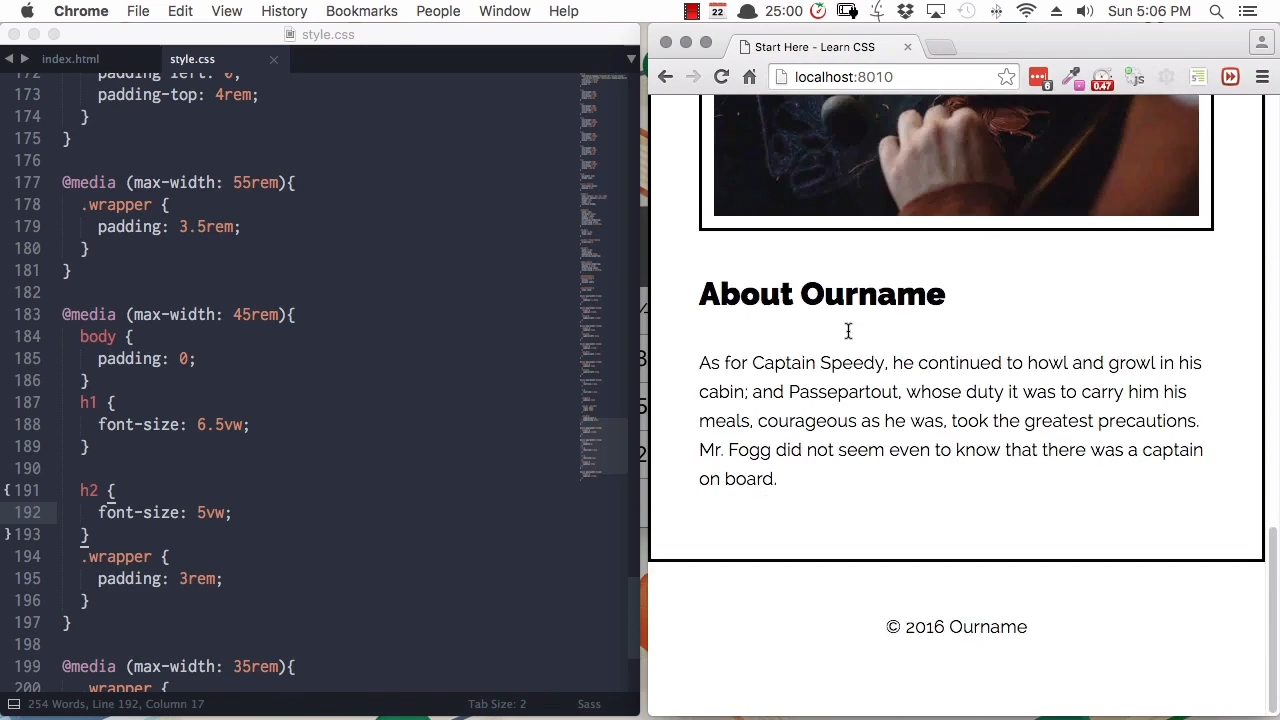 Chrome File Edit View History Bookmarks People Window Help 22 25:00 Sun 5:06 PM
style.css
index.html style.css
172 padding-left: 0;
173 padding-top: 4rem;
174 }
175 }
176
177 @media (max-width: 55rem){
178 .wrapper {
179 padding: 3.5rem;
180 }
181 }
182
183 @media (max-width: 45rem){
184 body {
185 padding: 0;
186 }
187 h1 {
188 font-size: 6.5vw;
189 }
190
{ 191 h2 {
192 font-size: 5vw;
} 193 }
194 .wrapper {
195 padding: 3rem;
196 }
197 }
198
199 @media (max-width: 35rem){
200 .wrapper {
254 Words, Line 192, Column 17 Tab Size: 2 Sass
Start Here - Learn CSS
localhost:8010 6 0.47 JS
About Ourname
As for Captain Speedy, he continued to howl and growl in his
cabin; and Passepartout, whose duty it was to carry him his
meals, courageous as he was, took the greatest precautions.
Mr. Fogg did not seem even to know that there was a captain
on board.
© 2016 Ourname